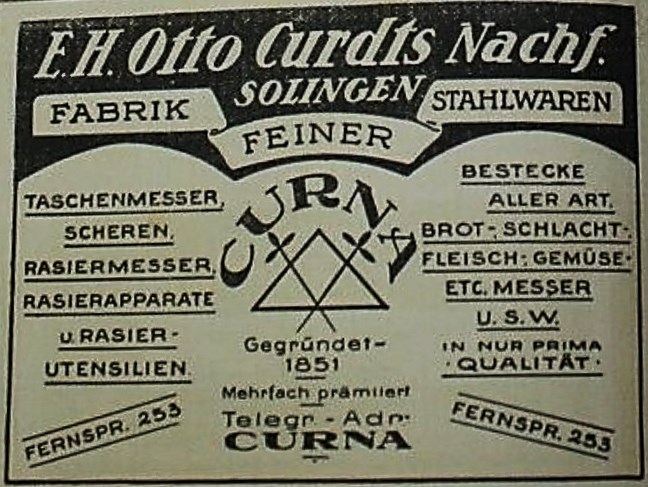 E.H. Otto Curdts Nachf.
SOLINGEN
FABRIK FEINER STAHLWAREN
TASCHENMESSER,
SCHEREN,
RASIERMESSER,
RASIERAPPARATE
U. RASIER-
UTENSILIEN.
FERNSPR. 253
CURNA
Gegründet-
1851
Mehrfach prämiiert
Telegr.-Adr.
CURNA
BESTECKE
ALLER ART,
BROT-, SCHLACHT-,
FLEISCH-, GEMÜSE-
ETC. MESSER
U.S.W.
IN NUR PRIMA
·QUALITÄT·
FERNSPR. 253